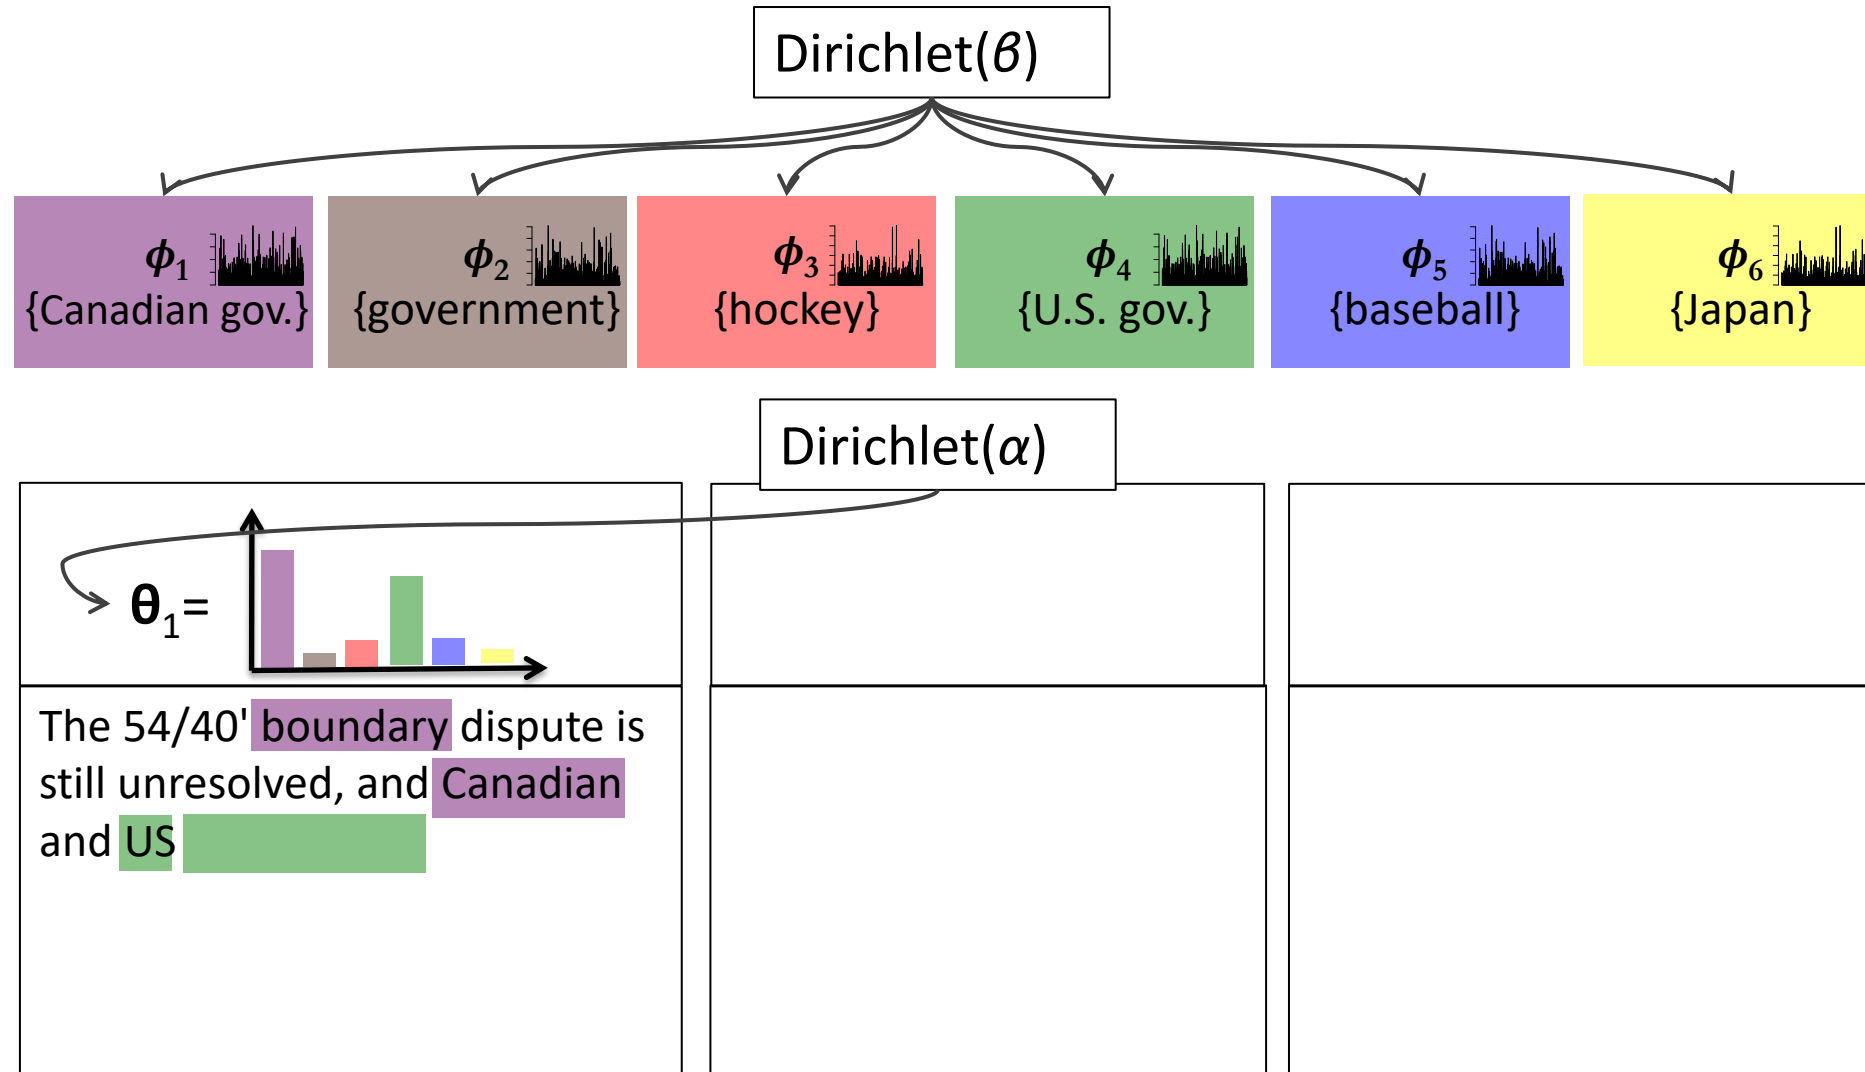 Dirichlet(β)
ϕ1 ϕ2 ϕ3 ϕ4 ϕ5 ϕ6
{Canadian gov.} {government} {hockey} {U.S. gov.} {baseball} {Japan}
Dirichlet(α)
θ1=
The 54/40' boundary dispute is
still unresolved, and Canadian
and US